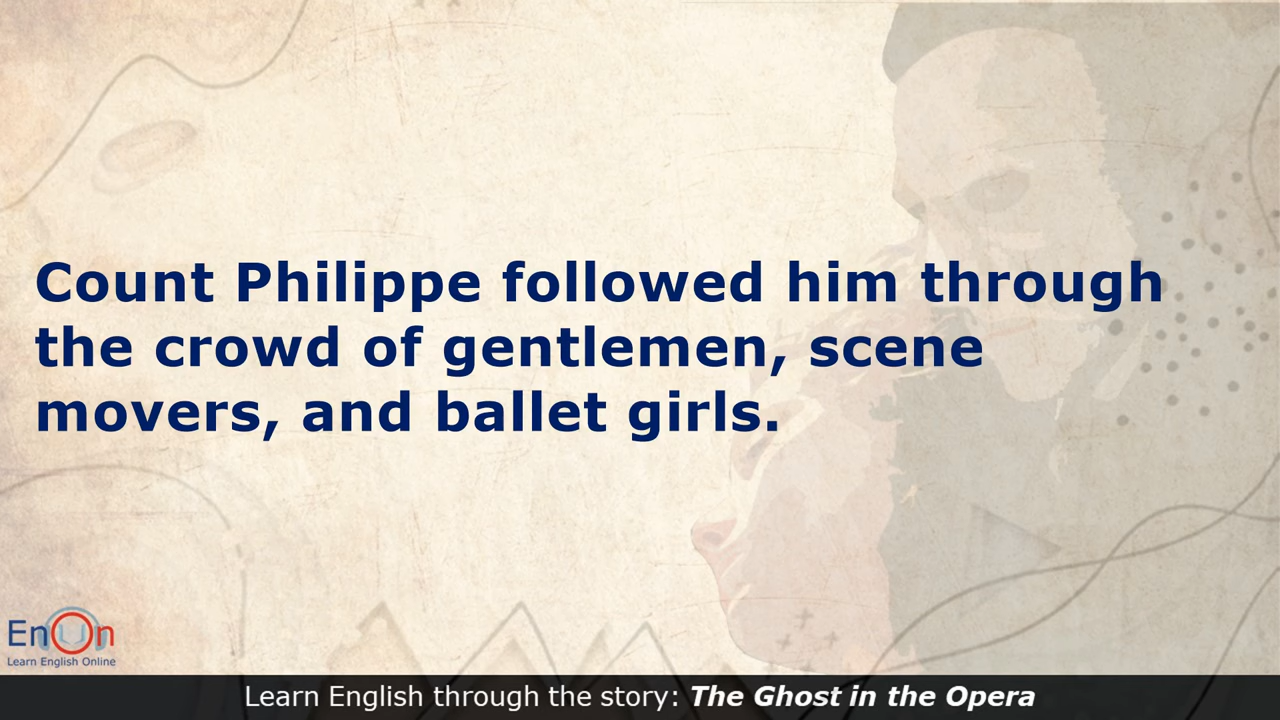 Count Philippe followed him through
the crowd of gentlemen, scene
movers, and ballet girls.
EnOn
Learn English Online
Learn English through the story: The Ghost in the Opera